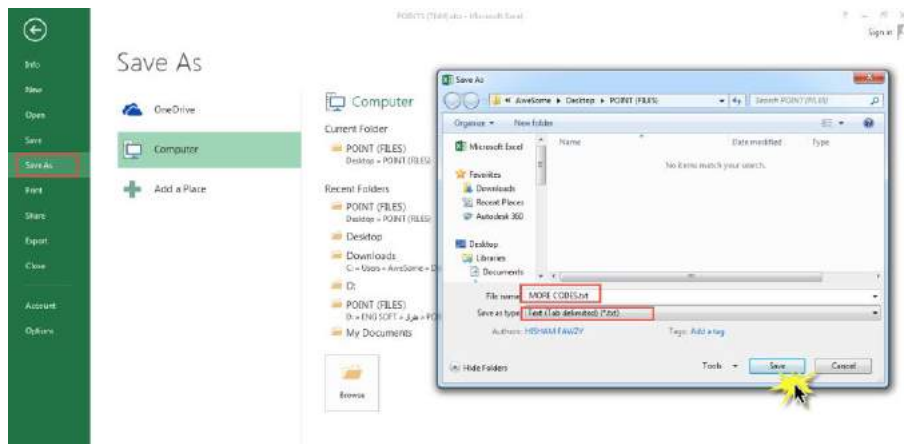 POINTS (Time).xlsx - Microsoft Excel
Sign in
Info
New
Open
Save
Save As
Print
Share
Export
Close
Account
Options
Save As
OneDrive
Computer
Add a Place
Computer
Current Folder
POINT (FILES)
Desktop » POINT (FILES)
Recent Folders
POINT (FILES)
Desktop » POINT (FILES)
Desktop
Downloads
C: » Users » AweSome » D
D:
POINT (FILES)
D: » ENG SOFT »
My Documents
Browse
Save As
AweSome ▸ Desktop ▸ POINT (FILES)
Search POINT (FILES)
Organize
New folder
Microsoft Excel
Favorites
Downloads
Recent Places
Autodesk 360
Desktop
Libraries
Documents
Name
Date modified
Type
No items match your search.
File name: MORE CODES.txt
Save as type: Text (Tab delimited) (*.txt)
Authors: HISHAM FAWZY
Tags: Add a tag
Hide Folders
Tools
Save
Cancel